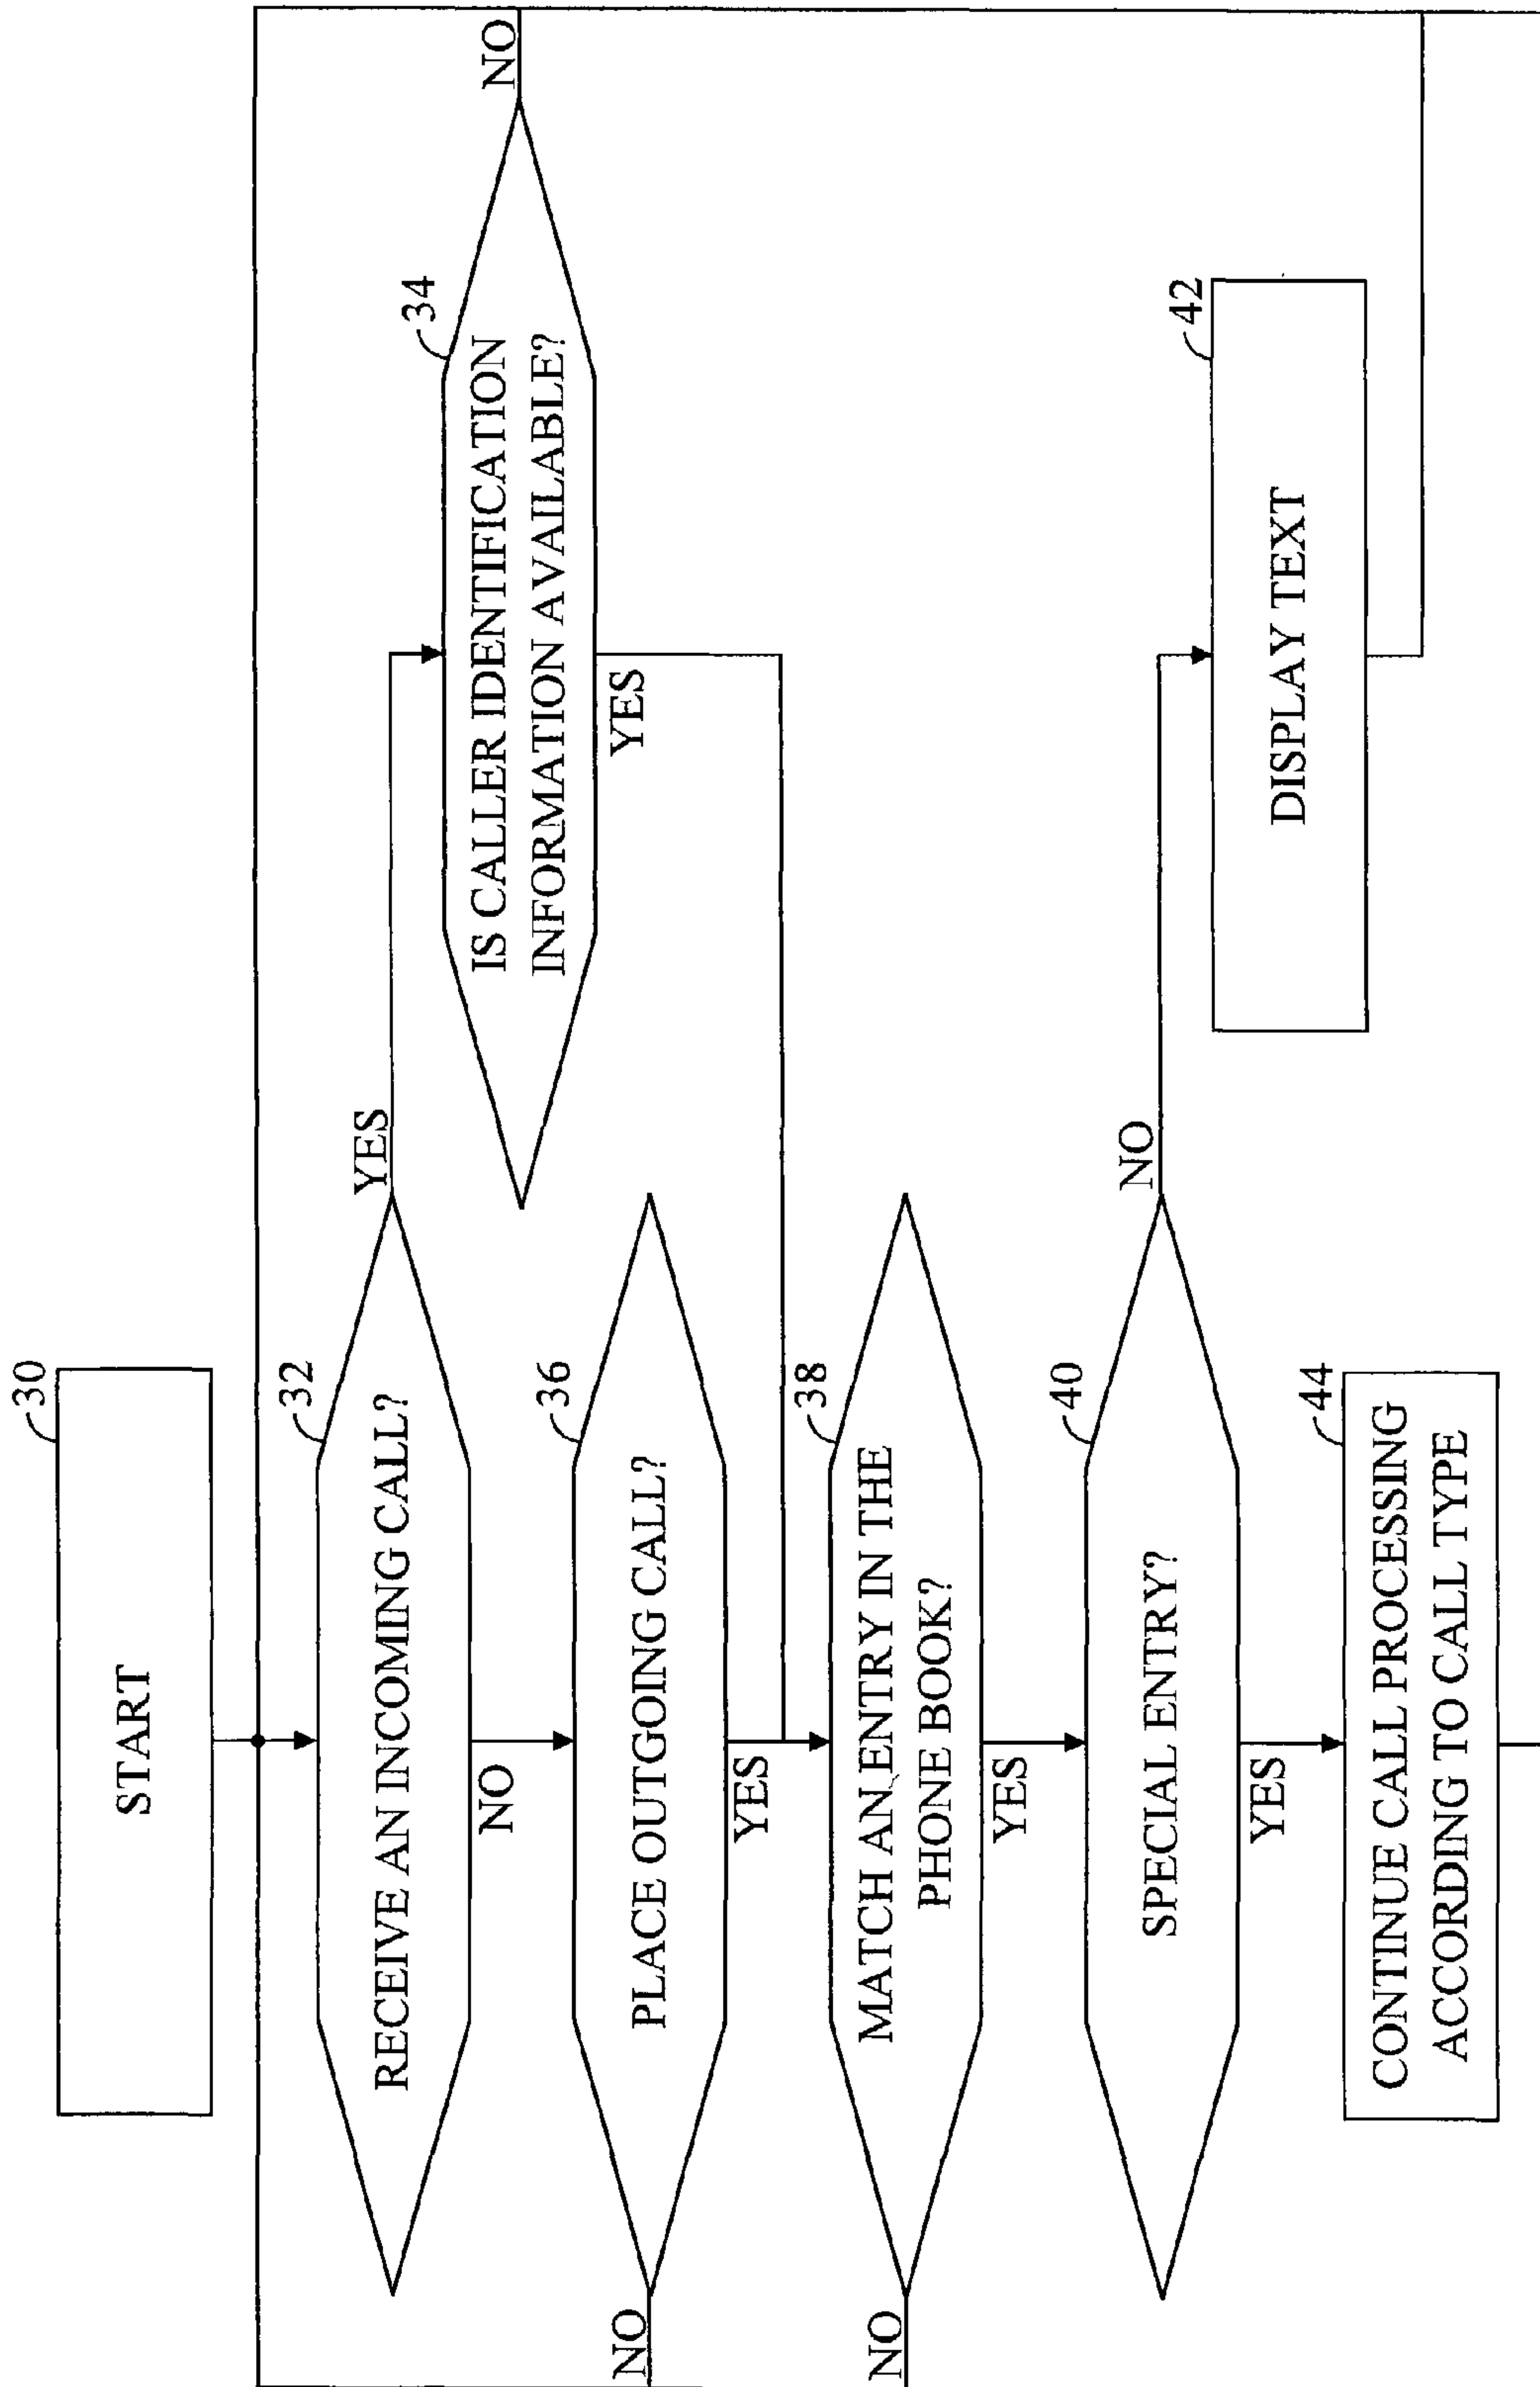 30
START
32
RECEIVE AN INCOMING CALL?
YES
NO
34
IS CALLER IDENTIFICATION
INFORMATION AVAILABLE?
NO
YES
36
PLACE OUTGOING CALL?
NO
YES
38
MATCH AN ENTRY IN THE
PHONE BOOK?
NO
YES
40
SPECIAL ENTRY?
NO
YES
42
DISPLAY TEXT
44
CONTINUE CALL PROCESSING
ACCORDING TO CALL TYPE